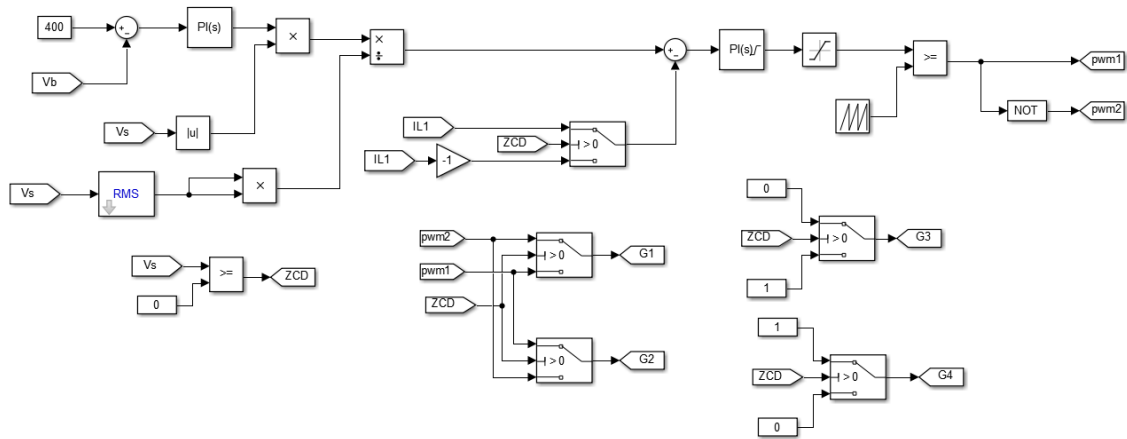 400
+
−
PI(s)
×
×
÷
Vb
Vs
|u|
Vs
RMS
×
+
−
PI(s)
>=
pwm1
NOT
pwm2
IL1
ZCD
> 0
IL1
-1
Vs
0
>=
ZCD
pwm2
pwm1
ZCD
> 0
G1
> 0
G2
0
ZCD
> 0
G3
1
1
ZCD
> 0
G4
0